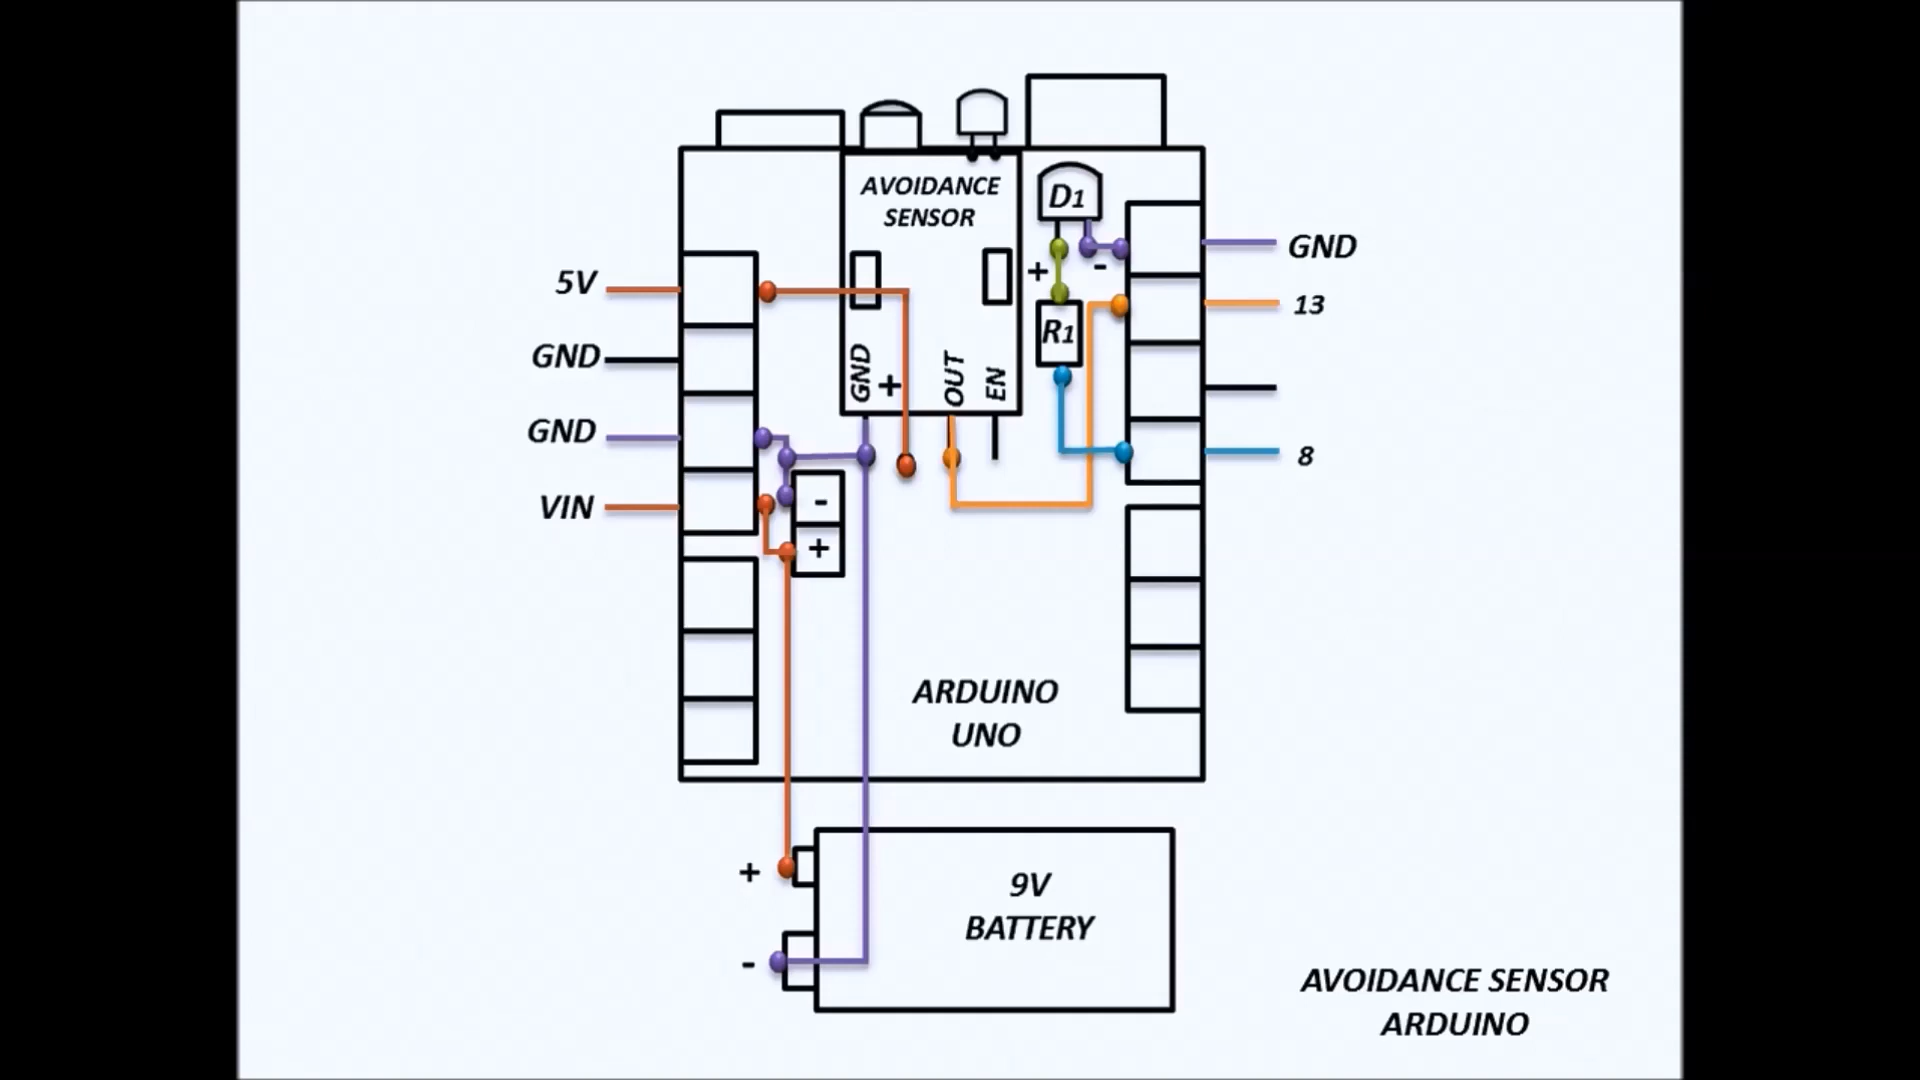 AVOIDANCE
SENSOR
D1
GND
5V
+
-
13
R1
GND
GND
+
OUT
EN
GND
8
VIN
-
+
ARDUINO
UNO
+
9V
BATTERY
-
AVOIDANCE SENSOR
ARDUINO